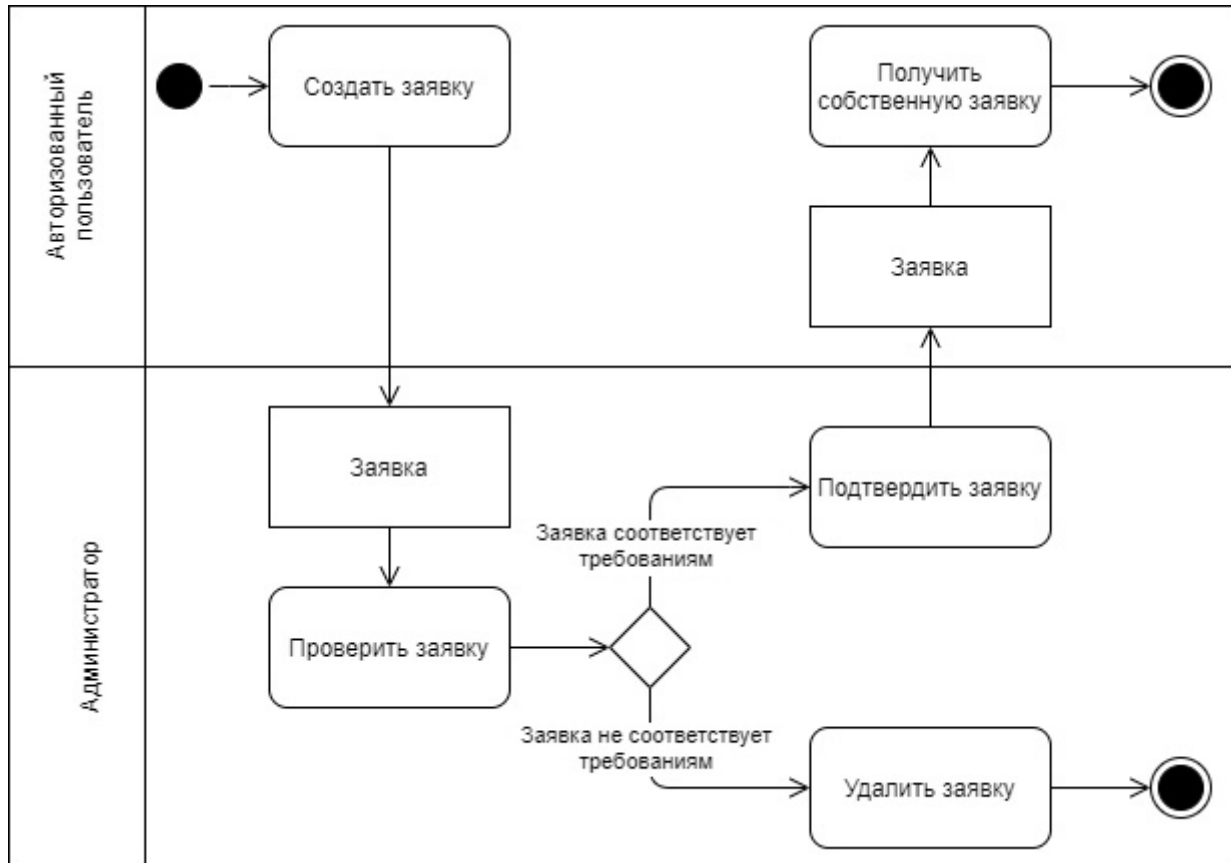 Авторизованный
пользователь
Создать заявку
Получить
собственную заявку
Заявка
Администратор
Заявка
Подтвердить заявку
Заявка соответствует
требованиям
Проверить заявку
Заявка не соответствует
требованиям
Удалить заявку